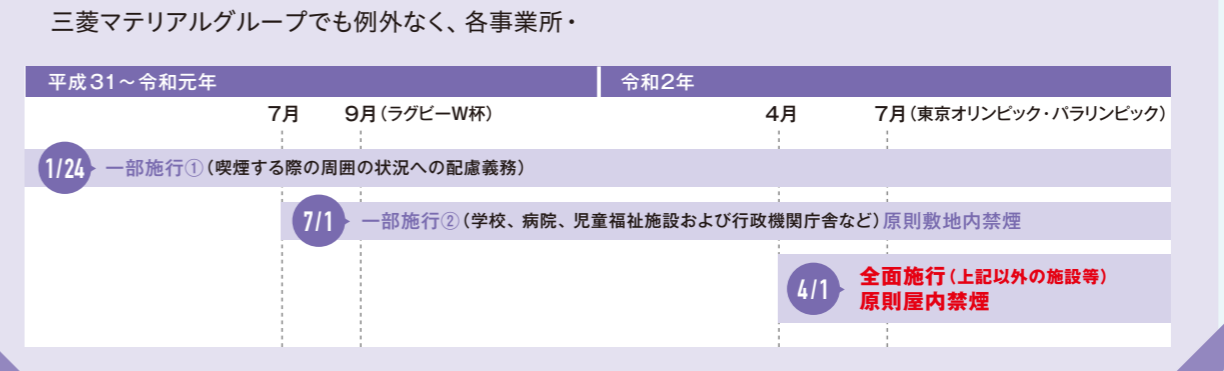 三菱マテリアルグループでも例外なく、各事業所・
平成31～令和元年
令和2年
7月
9月(ラグビーW杯)
4月
7月(東京オリンピック・パラリンピック)
1/24 一部施行①(喫煙する際の周囲の状況への配慮義務)
7/1 一部施行②(学校、病院、児童福祉施設および行政機関庁舎など)原則敷地内禁煙
4/1 全面施行(上記以外の施設等)
原則屋内禁煙